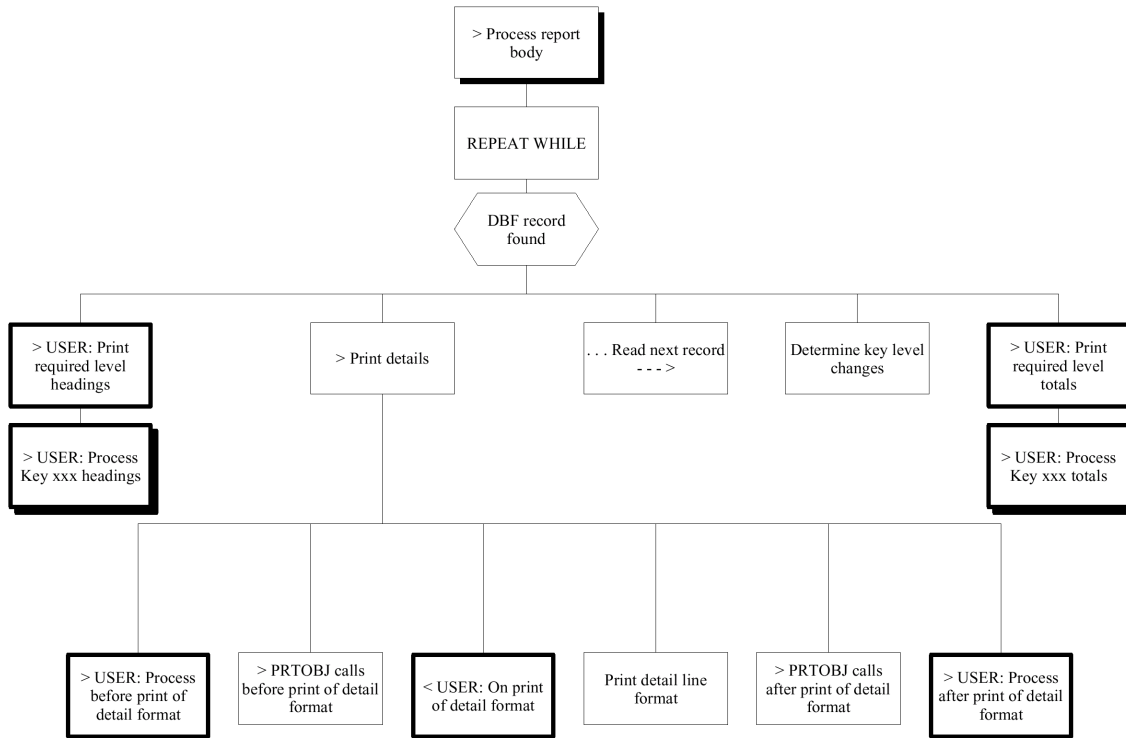 > Process report
body
REPEAT WHILE
DBF record
found
> USER: Print
required level
headings
> Print details
. . . Read next record
- - - >
Determine key level
changes
> USER: Print
required level
totals
> USER: Process
Key xxx headings
> USER: Process
Key xxx totals
> USER: Process
before print of
detail format
> PRTOBJ calls
before print of detail
format
< USER: On print
of detail format
Print detail line
format
> PRTOBJ calls
after print of detail
format
> USER: Process
after print of detail
format